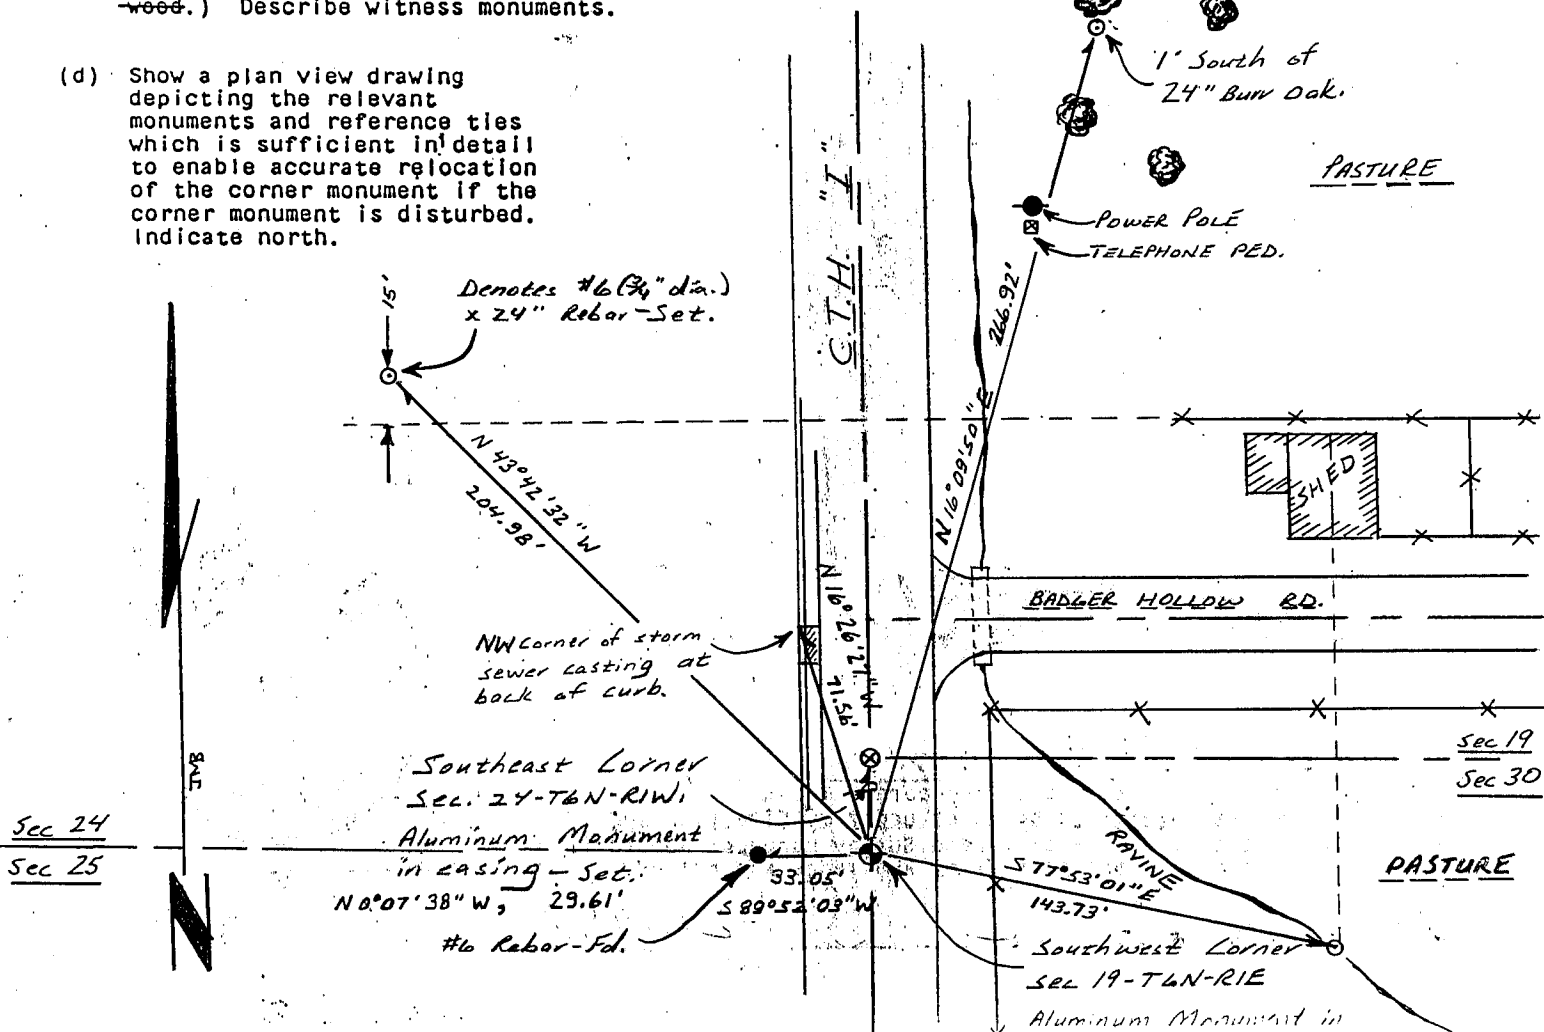 wood.) Describe witness monuments.
(d) Show a plan view drawing
depicting the relevant
monuments and reference ties
which is sufficient in detail
to enable accurate relocation
of the corner monument if the
corner monument is disturbed.
Indicate north.
1' South of
24" Burr Oak.
PASTURE
POWER POLE
TELEPHONE PED.
C.T.H. "I"
15'
Denotes #6 (3/4" dia.)
x 24" Rebar-Set.
266.92'
N 16°09'50" E
N 43°42'32" W
204.98'
SHED
BADGER HOLLOW RD.
N 16°26'27" W
71.56'
NW corner of storm
sewer casting at
back of curb.
Sec 19
Sec 30
JMB
Southeast Corner
Sec. 24-T6N-R1W,
Aluminum Monument
in casing - Set.
N 0°07'38" W, 29.61'
Sec 24
Sec 25
33.05'
S 89°52'03" W
#6 Rebar-Fd.
RAVINE
S 77°53'01" E
143.73'
PASTURE
Southwest Corner
Sec 19-T6N-R1E
Aluminum Monument in
N